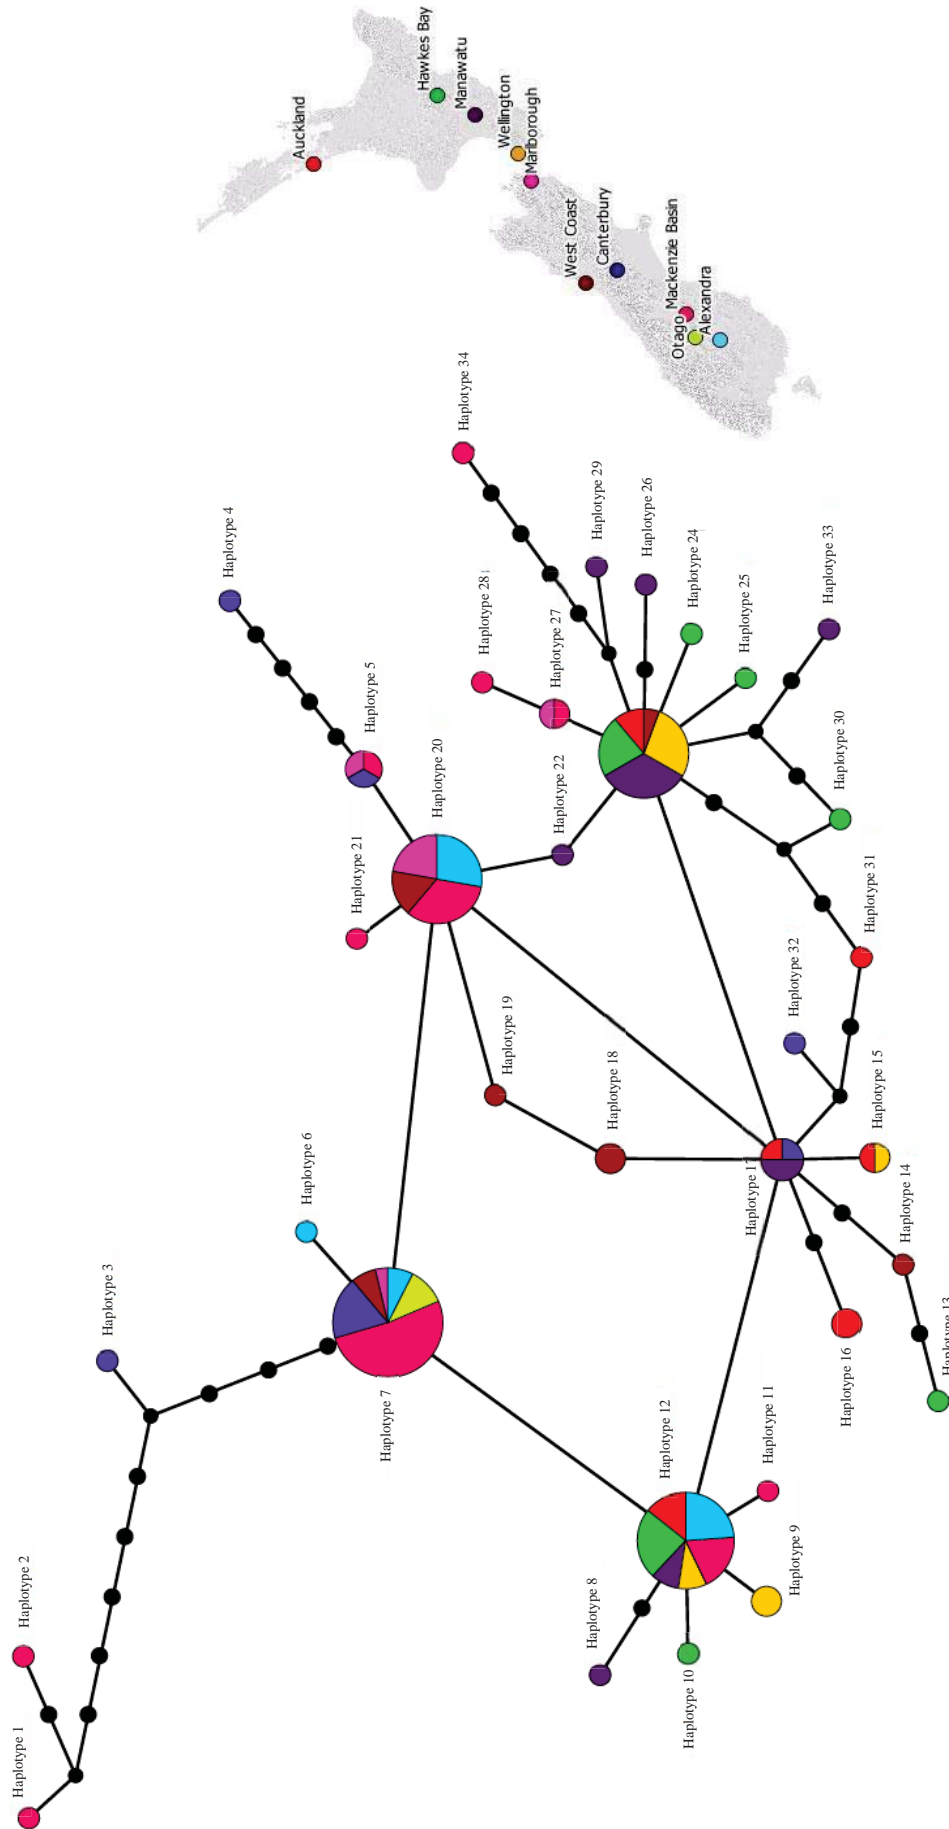 Auckland
Hawkes Bay
Manawatu
Wellington
Marlborough
West Coast
Canterbury
Mackenzie Basin
Otago
Alexandra
Haplotype 34
Haplotype 4
Haplotype 29
Haplotype 26
Haplotype 28
Haplotype 27
Haplotype 24
Haplotype 25
Haplotype 33
Haplotype 5
Haplotype 20
Haplotype 22
Haplotype 30
Haplotype 21
Haplotype 31
Haplotype 32
Haplotype 19
Haplotype 18
Haplotype 15
Haplotype 6
Haplotype 17
Haplotype 14
Haplotype 3
Haplotype 7
Haplotype 16
Haplotype 13
Haplotype 12
Haplotype 11
Haplotype 9
Haplotype 8
Haplotype 10
Haplotype 2
Haplotype 1